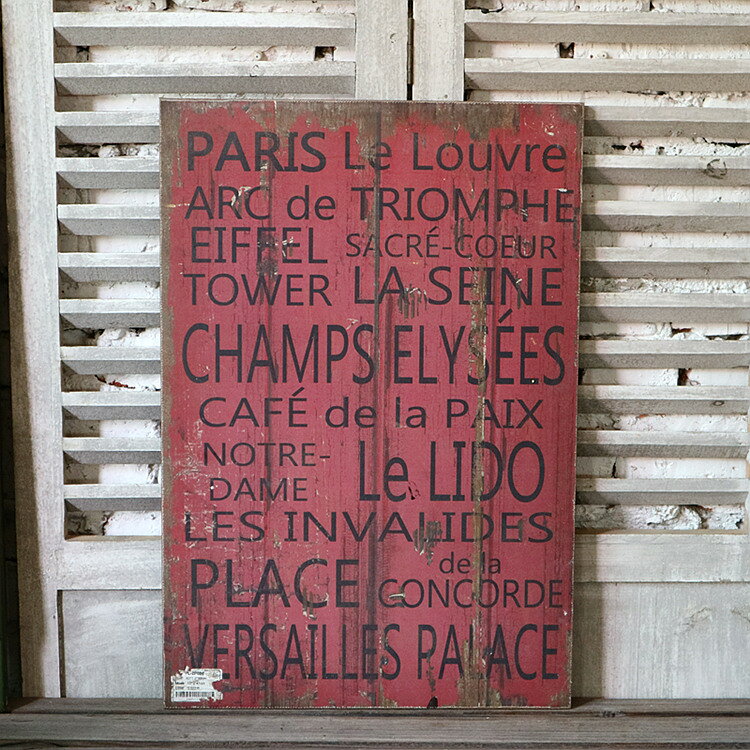 PARIS Le Louvre
ARC de TRIOMPHE
EIFFEL SACRÉ-COEUR
TOWER LA SEINE
CHAMPS ELYSÉES
CAFÉ de la PAIX
NOTRE-
DAME Le LIDO
LES INVALIDES
PLACE de la
CONCORDE
VERSAILLES PALACE